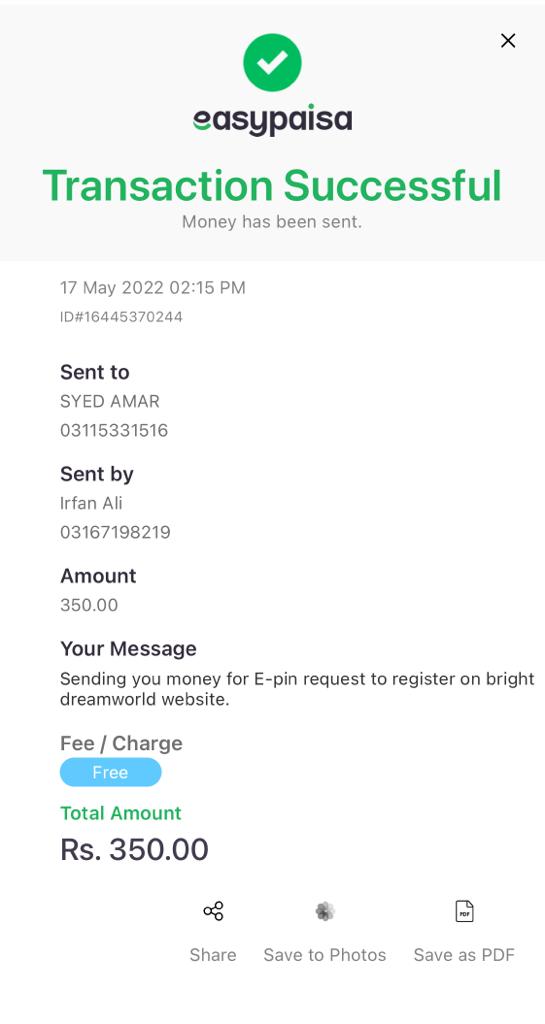 easypaisa
Transaction Successful
Money has been sent.
17 May 2022 02:15 PM
ID#16445370244
Sent to
SYED AMAR
03115331516
Sent by
Irfan Ali
03167198219
Amount
350.00
Your Message
Sending you money for E-pin request to register on bright
dreamworld website.
Fee / Charge
Free
Total Amount
Rs. 350.00
PDF
Share Save to Photos Save as PDF